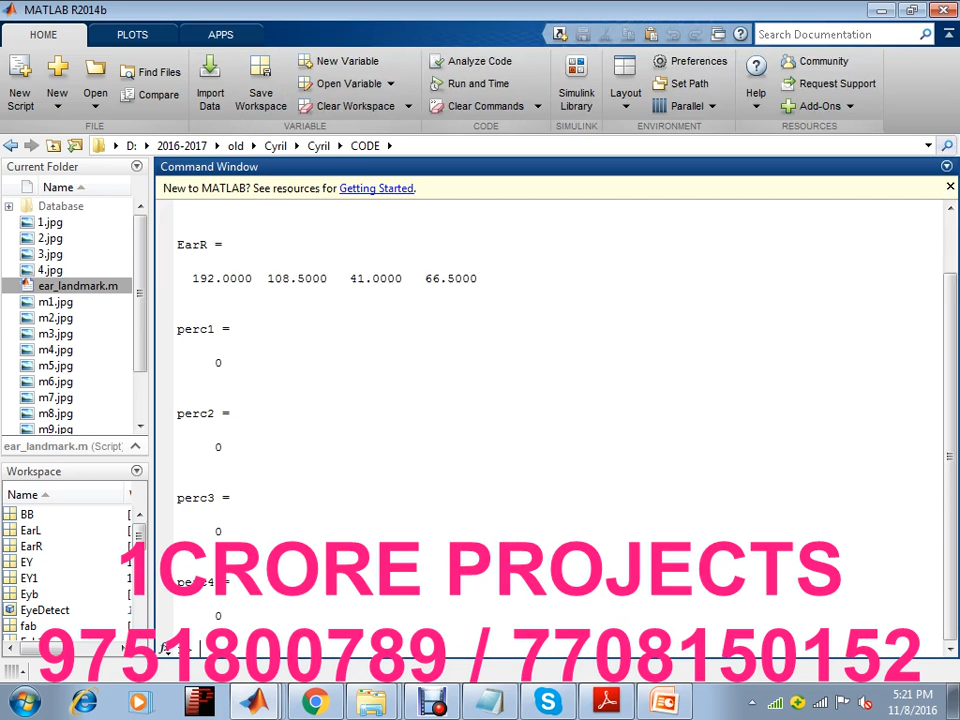 MATLAB R2014b
HOME PLOTS APPS Search Documentation
New Script
New
Open
Find Files
Compare
Import Data
Save Workspace
New Variable
Open Variable
Clear Workspace
Analyze Code
Run and Time
Clear Commands
Simulink Library
Layout
Preferences
Set Path
Parallel
Help
Community
Request Support
Add-Ons
FILE VARIABLE CODE SIMULINK ENVIRONMENT RESOURCES
D: 2016-2017 old Cyril Cyril CODE
Current Folder
Name
Database
1.jpg
2.jpg
3.jpg
4.jpg
ear_landmark.m
m1.jpg
m2.jpg
m3.jpg
m4.jpg
m5.jpg
m6.jpg
m7.jpg
m8.jpg
m9.jpg
ear_landmark.m (Script)
Workspace
Name
BB
EarL
EarR
EY
EY1
Eyb
EyeDetect
fab
Command Window
New to MATLAB? See resources for Getting Started.
EarR =
192.0000 108.5000 41.0000 66.5000
perc1 =
0
perc2 =
0
perc3 =
0
perc4 =
0
1CRORE PROJECTS
9751800789 / 7708150152
5:21 PM
11/8/2016